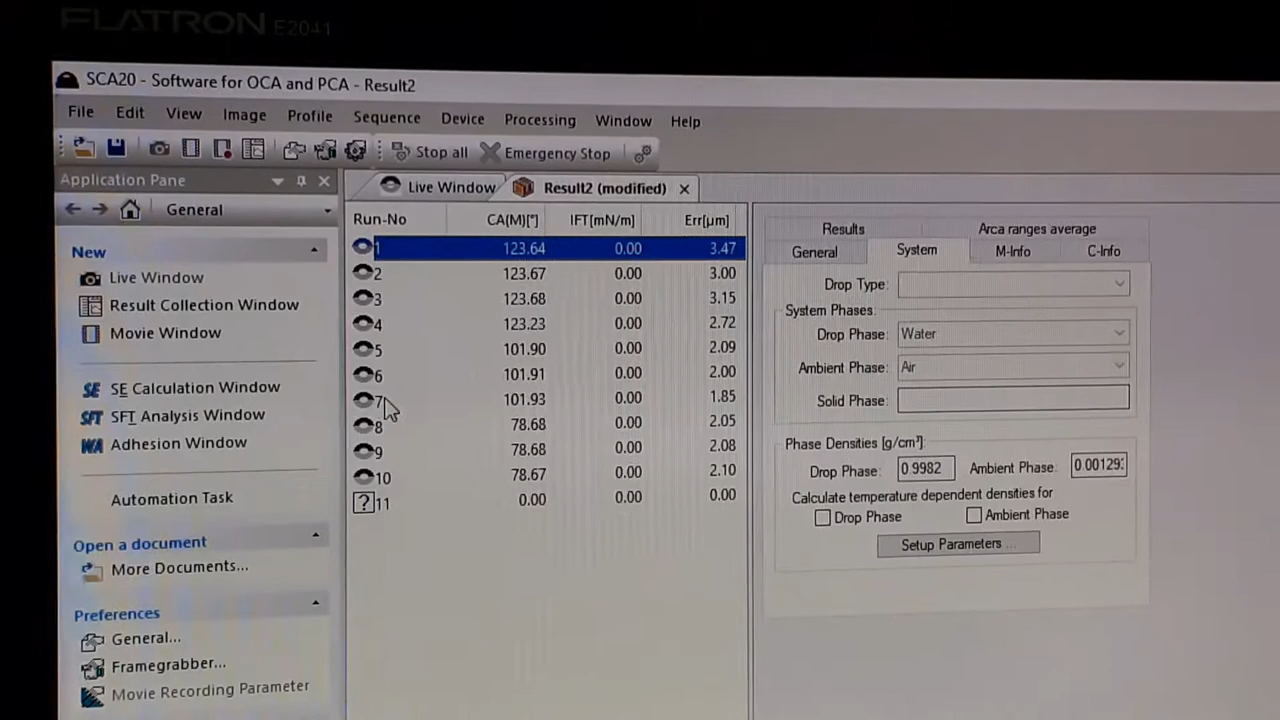 FLATRON E2041
SCA20 - Software for OCA and PCA - Result2
File Edit View Image Profile Sequence Device Processing Window Help
Stop all Emergency Stop
Application Pane
General
New
Live Window
Result Collection Window
Movie Window
SE SE Calculation Window
SFT SFT Analysis Window
WA Adhesion Window
Automation Task
Open a document
More Documents...
Preferences
General...
Framegrabber...
Movie Recording Parameter
Live Window Result2 (modified)
Run-No CA(M)[°] IFT[mN/m] Err[µm]
1 123.64 0.00 3.47
2 123.67 0.00 3.00
3 123.68 0.00 3.15
4 123.23 0.00 2.72
5 101.90 0.00 2.09
6 101.91 0.00 2.00
7 101.93 0.00 1.85
8 78.68 0.00 2.05
9 78.68 0.00 2.08
10 78.67 0.00 2.10
? 11 0.00 0.00 0.00
Results Arca ranges average
General System M-Info C-Info
Drop Type:
System Phases:
Drop Phase: Water
Ambient Phase: Air
Solid Phase:
Phase Densities [g/cm³]:
Drop Phase: 0.9982 Ambient Phase: 0.00129
Calculate temperature dependent densities for
Drop Phase Ambient Phase
Setup Parameters ...